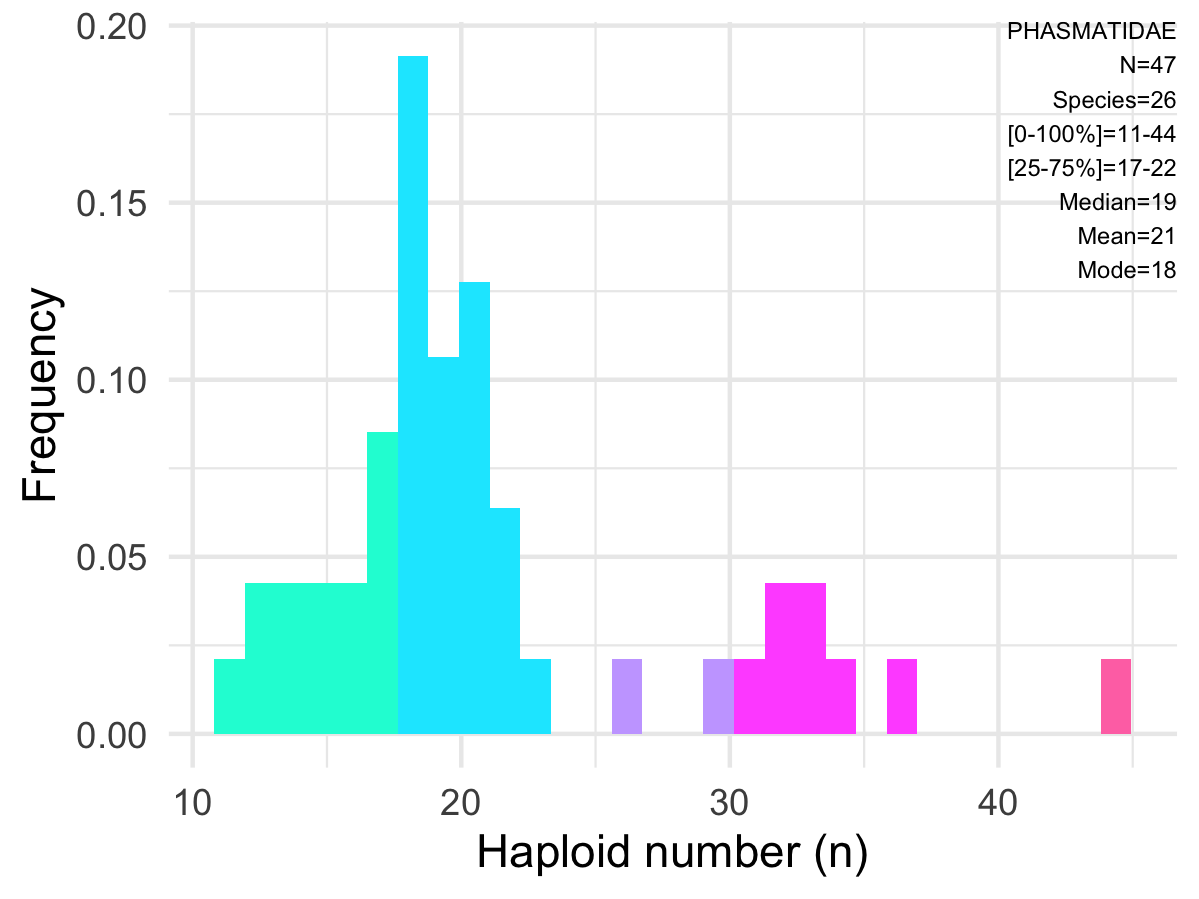 PHASMATIDAE
N=47
Species=26
[0-100%]=11-44
[25-75%]=17-22
Median=19
Mean=21
Mode=18
Frequency
0.20
0.15
0.10
0.05
0.00
10 20 30 40
Haploid number (n)